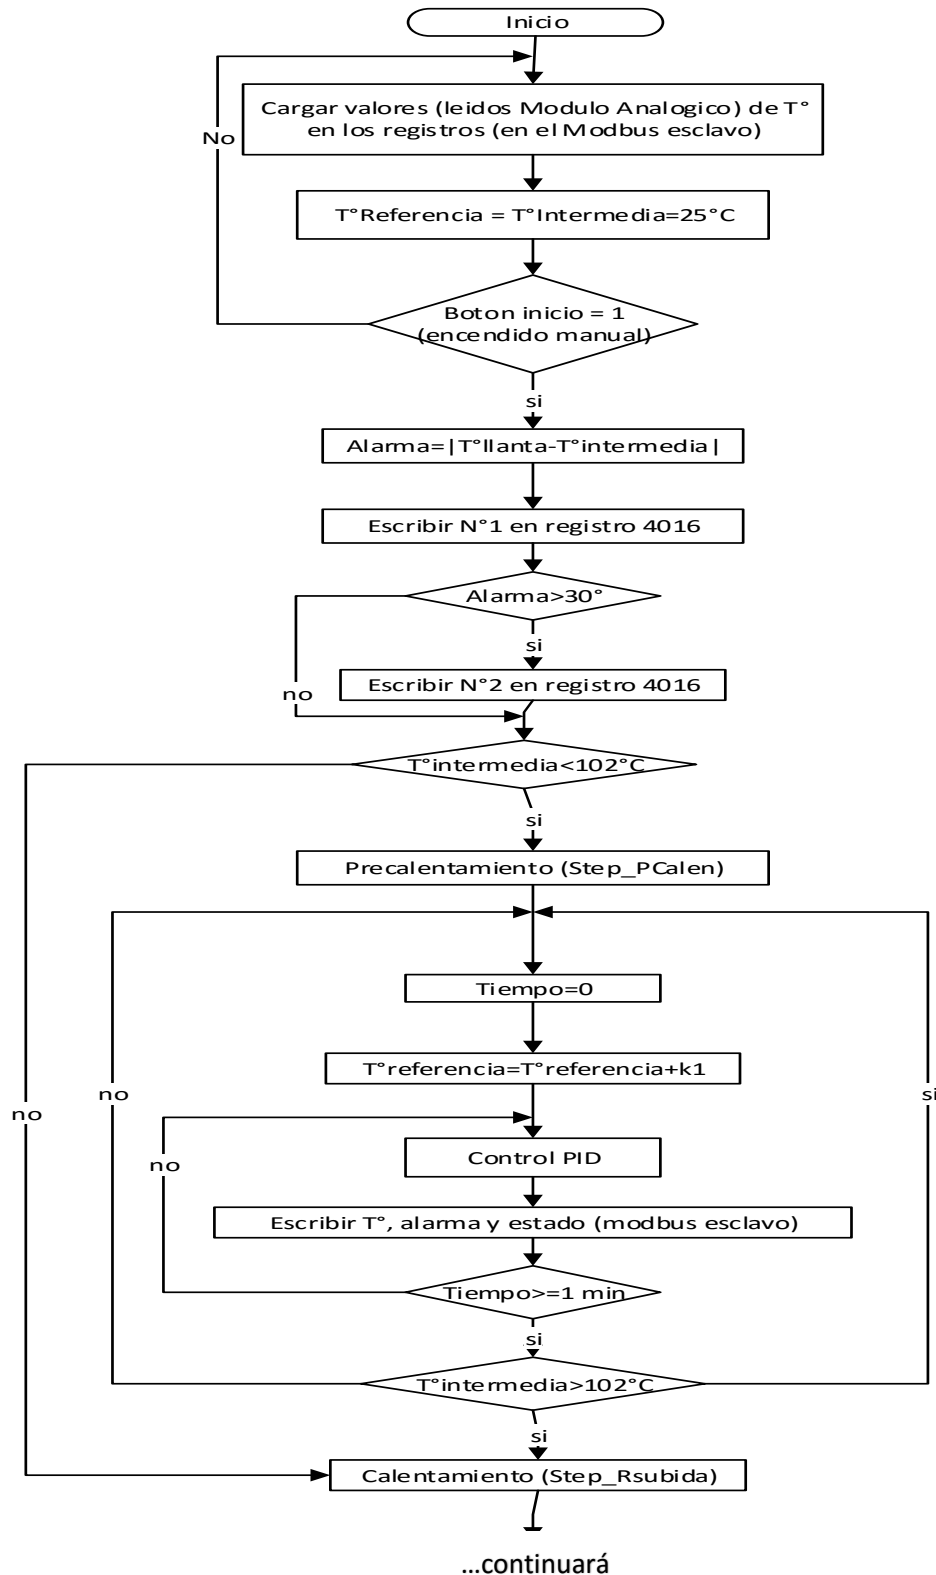 Inicio
Cargar valores (leidos Modulo Analogico) de T°
en los registros (en el Modbus esclavo)
No
T°Referencia = T°Intermedia=25°C
Boton inicio = 1
(encendido manual)
si
Alarma=|T°llanta-T°intermedia|
Escribir N°1 en registro 4016
Alarma>30°
si
no
Escribir N°2 en registro 4016
T°intermedia<102°C
si
Precalentamiento (Step_PCalen)
Tiempo=0
T°referencia=T°referencia+k1
no
no
si
no
Control PID
Escribir T°, alarma y estado (modbus esclavo)
Tiempo>=1 min
si
T°intermedia>102°C
si
Calentamiento (Step_Rsubida)
...continuará